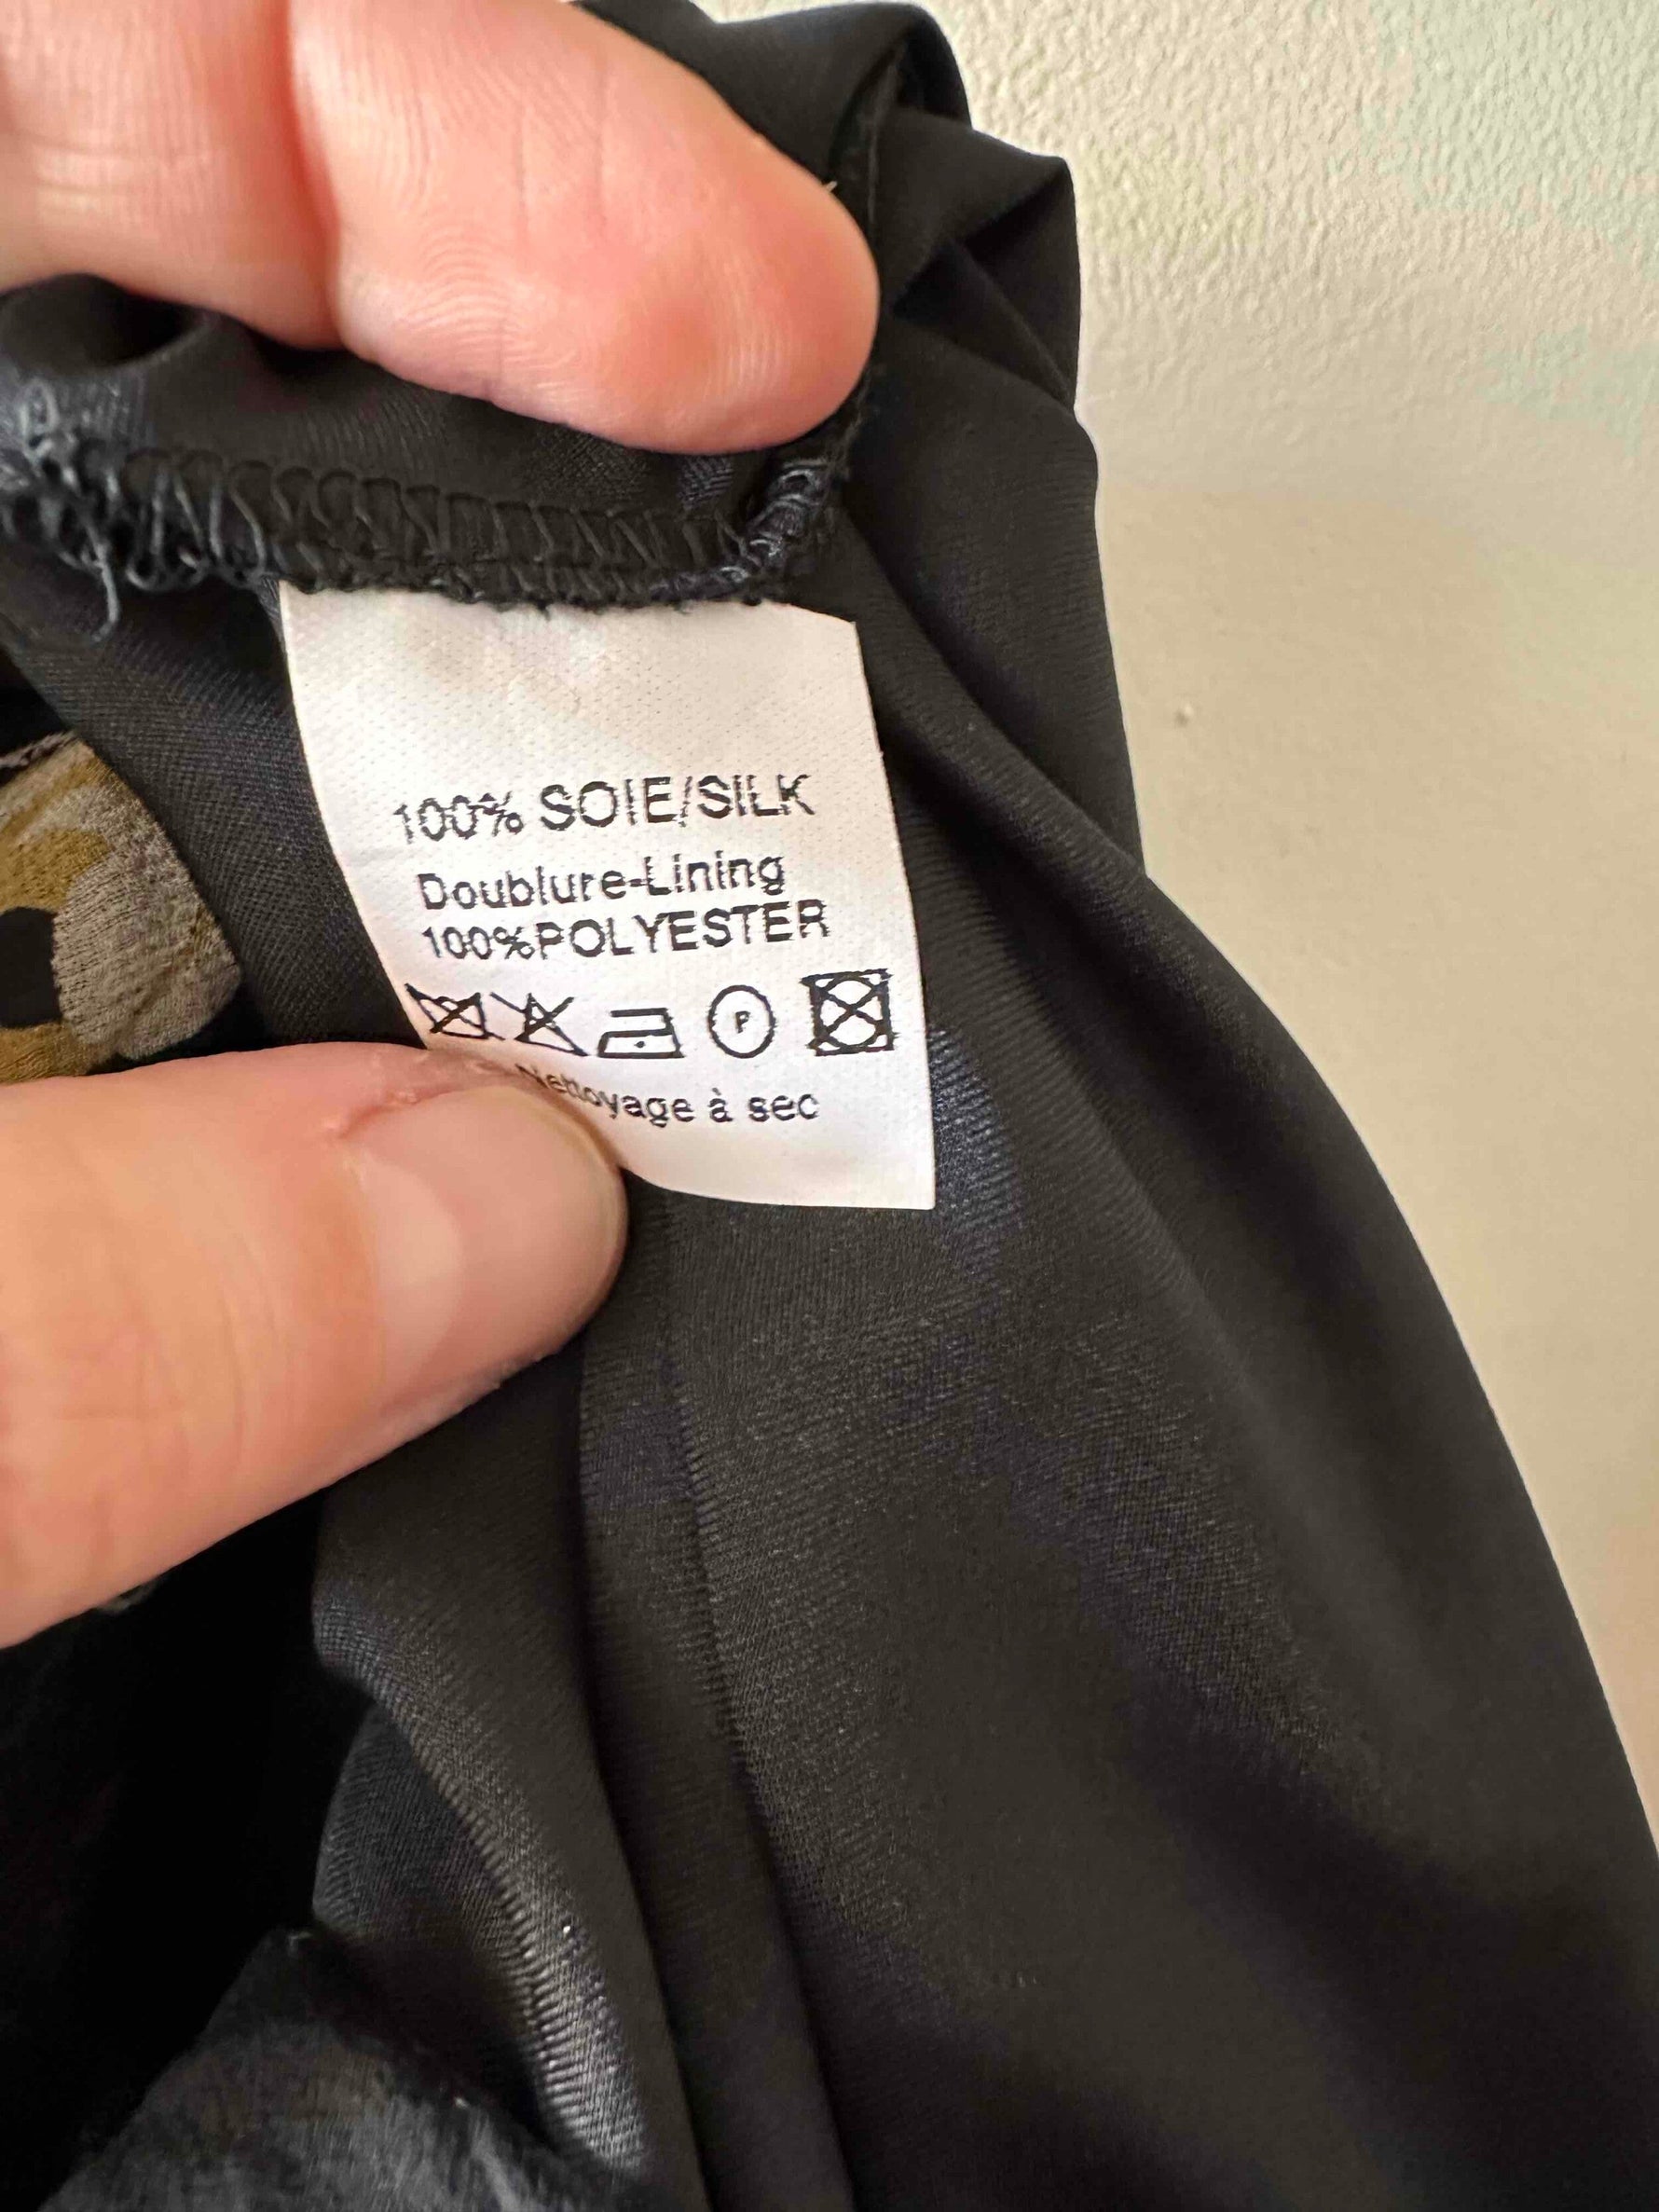 100% SOIE/SILK
Doublure-Lining
100%POLYESTER
P
Nettoyage à sec